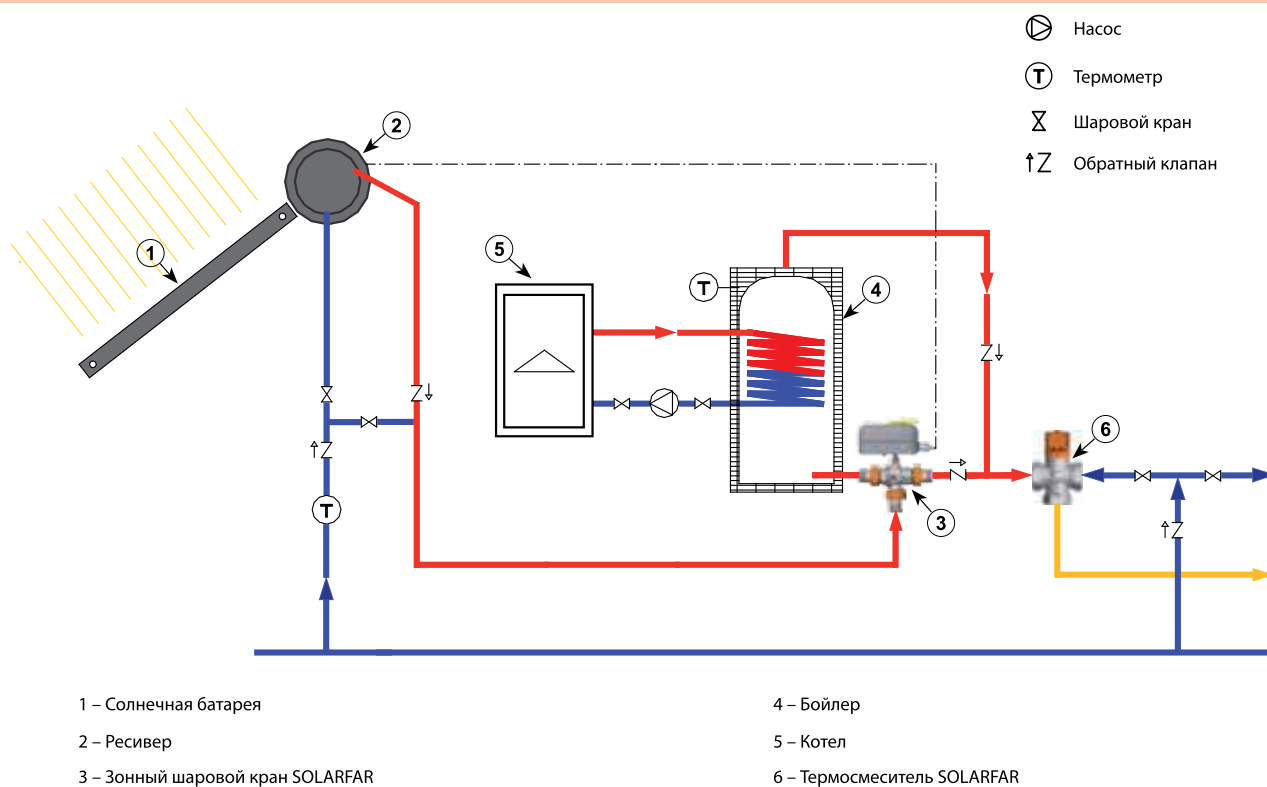 Насос
Термометр
Шаровой кран
Обратный клапан
2
1
5
T
4
6
T
3
1 – Солнечная батарея
2 – Ресивер
3 – Зонный шаровой кран SOLARFAR
4 – Бойлер
5 – Котел
6 – Термосмеситель SOLARFAR